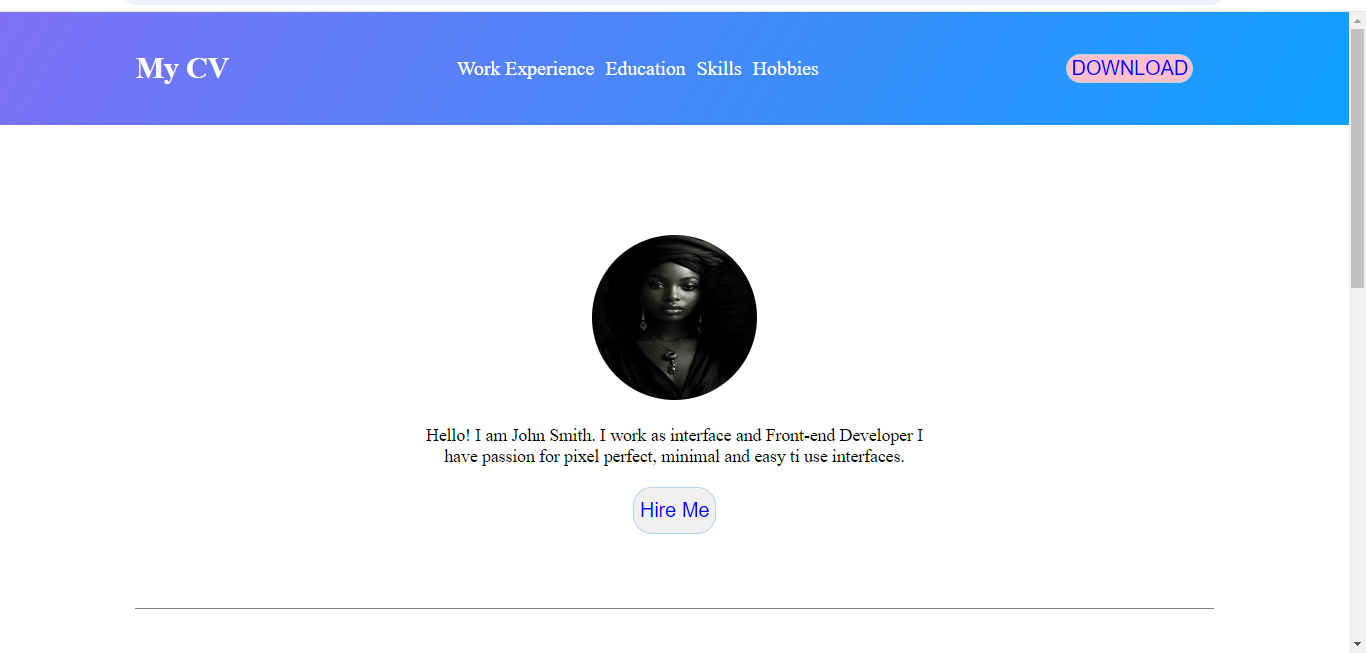 My CV
Work Experience Education Skills Hobbies
DOWNLOAD
Hello! I am John Smith. I work as interface and Front-end Developer I
have passion for pixel perfect, minimal and easy ti use interfaces.
Hire Me